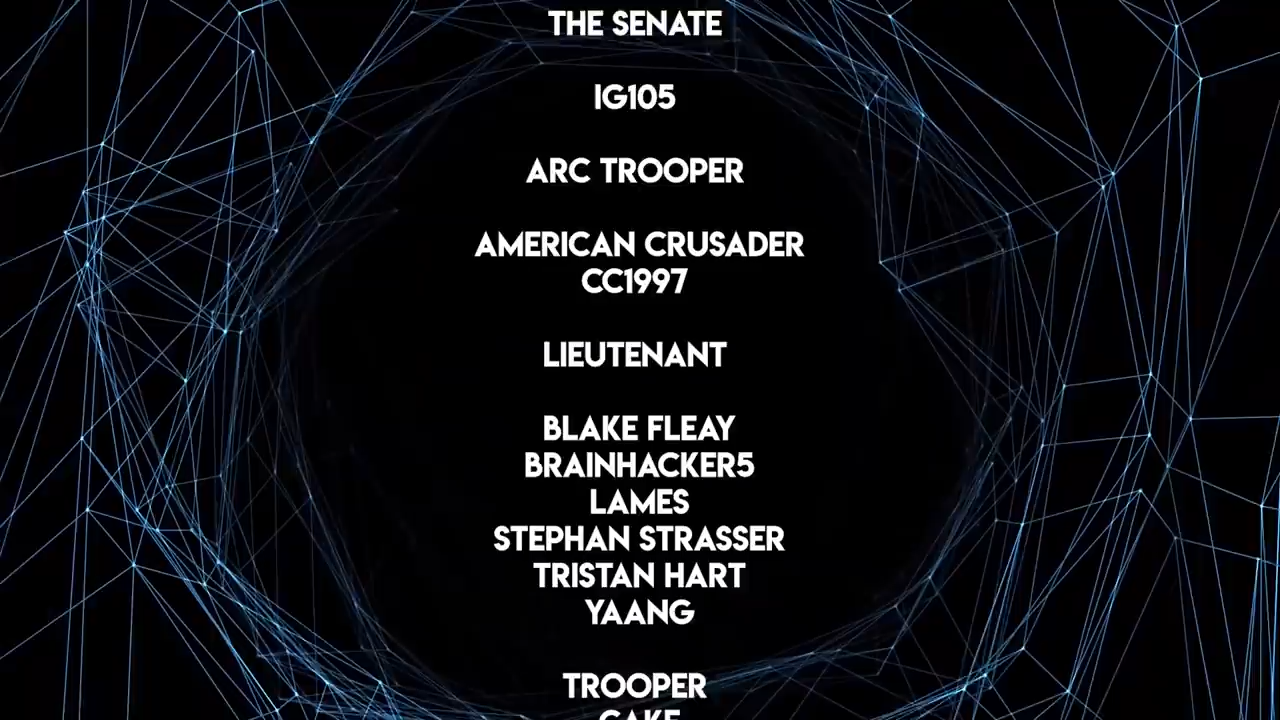 THE SENATE
IG105
ARC TROOPER
AMERICAN CRUSADER
CC1997
LIEUTENANT
BLAKE FLEAY
BRAINHACKER5
LAMES
STEPHAN STRASSER
TRISTAN HART
YAANG
TROOPER